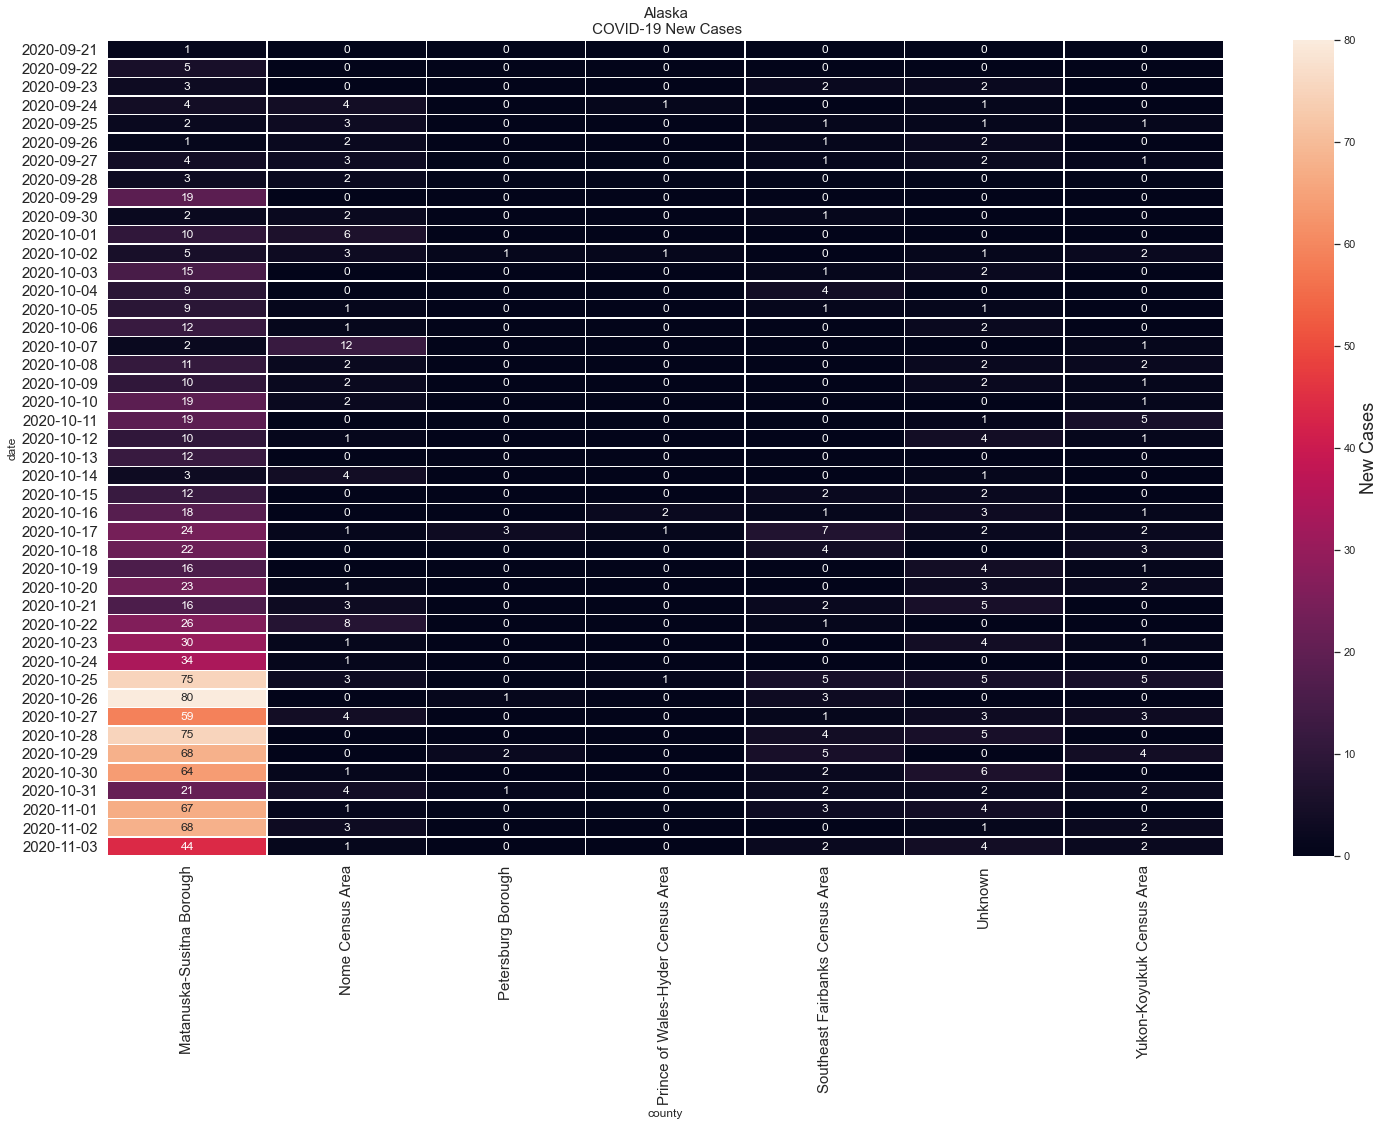 Alaska
COVID-19 New Cases
2020-09-21 1 0 0 0 0 0 0
2020-09-22 5 0 0 0 0 0 0
2020-09-23 3 0 0 0 2 2 0
2020-09-24 4 4 0 1 0 1 0
2020-09-25 2 3 0 0 1 1 1
2020-09-26 1 2 0 0 1 2 0
2020-09-27 4 3 0 0 1 2 1
2020-09-28 3 2 0 0 0 0 0
2020-09-29 19 0 0 0 0 0 0
2020-09-30 2 2 0 0 1 0 0
2020-10-01 10 6 0 0 0 0 0
2020-10-02 5 3 1 1 0 1 2
2020-10-03 15 0 0 0 1 2 0
2020-10-04 9 0 0 0 4 0 0
2020-10-05 9 1 0 0 1 1 0
2020-10-06 12 1 0 0 0 2 0
2020-10-07 2 12 0 0 0 0 1
2020-10-08 11 2 0 0 0 2 2
2020-10-09 10 2 0 0 0 2 1
2020-10-10 19 2 0 0 0 0 1
2020-10-11 19 0 0 0 0 1 5
2020-10-12 10 1 0 0 0 4 1
2020-10-13 12 0 0 0 0 0 0
2020-10-14 3 4 0 0 0 1 0
2020-10-15 12 0 0 0 2 2 0
2020-10-16 18 0 0 2 1 3 1
2020-10-17 24 1 3 1 7 2 2
2020-10-18 22 0 0 0 4 0 3
2020-10-19 16 0 0 0 0 4 1
2020-10-20 23 1 0 0 0 3 2
2020-10-21 16 3 0 0 2 5 0
2020-10-22 26 8 0 0 1 0 0
2020-10-23 30 1 0 0 0 4 1
2020-10-24 34 1 0 0 0 0 0
2020-10-25 75 3 0 1 5 5 5
2020-10-26 80 0 1 0 3 0 0
2020-10-27 59 4 0 0 1 3 3
2020-10-28 75 0 0 0 4 5 0
2020-10-29 68 0 2 0 5 0 4
2020-10-30 64 1 0 0 2 6 0
2020-10-31 21 4 1 0 2 2 2
2020-11-01 67 1 0 0 3 4 0
2020-11-02 68 3 0 0 0 1 2
2020-11-03 44 1 0 0 2 4 2
date
Matanuska-Susitna Borough
Nome Census Area
Petersburg Borough
Prince of Wales-Hyder Census Area
Southeast Fairbanks Census Area
Unknown
Yukon-Koyukuk Census Area
county
80
70
60
50
40
30
20
10
0
New Cases